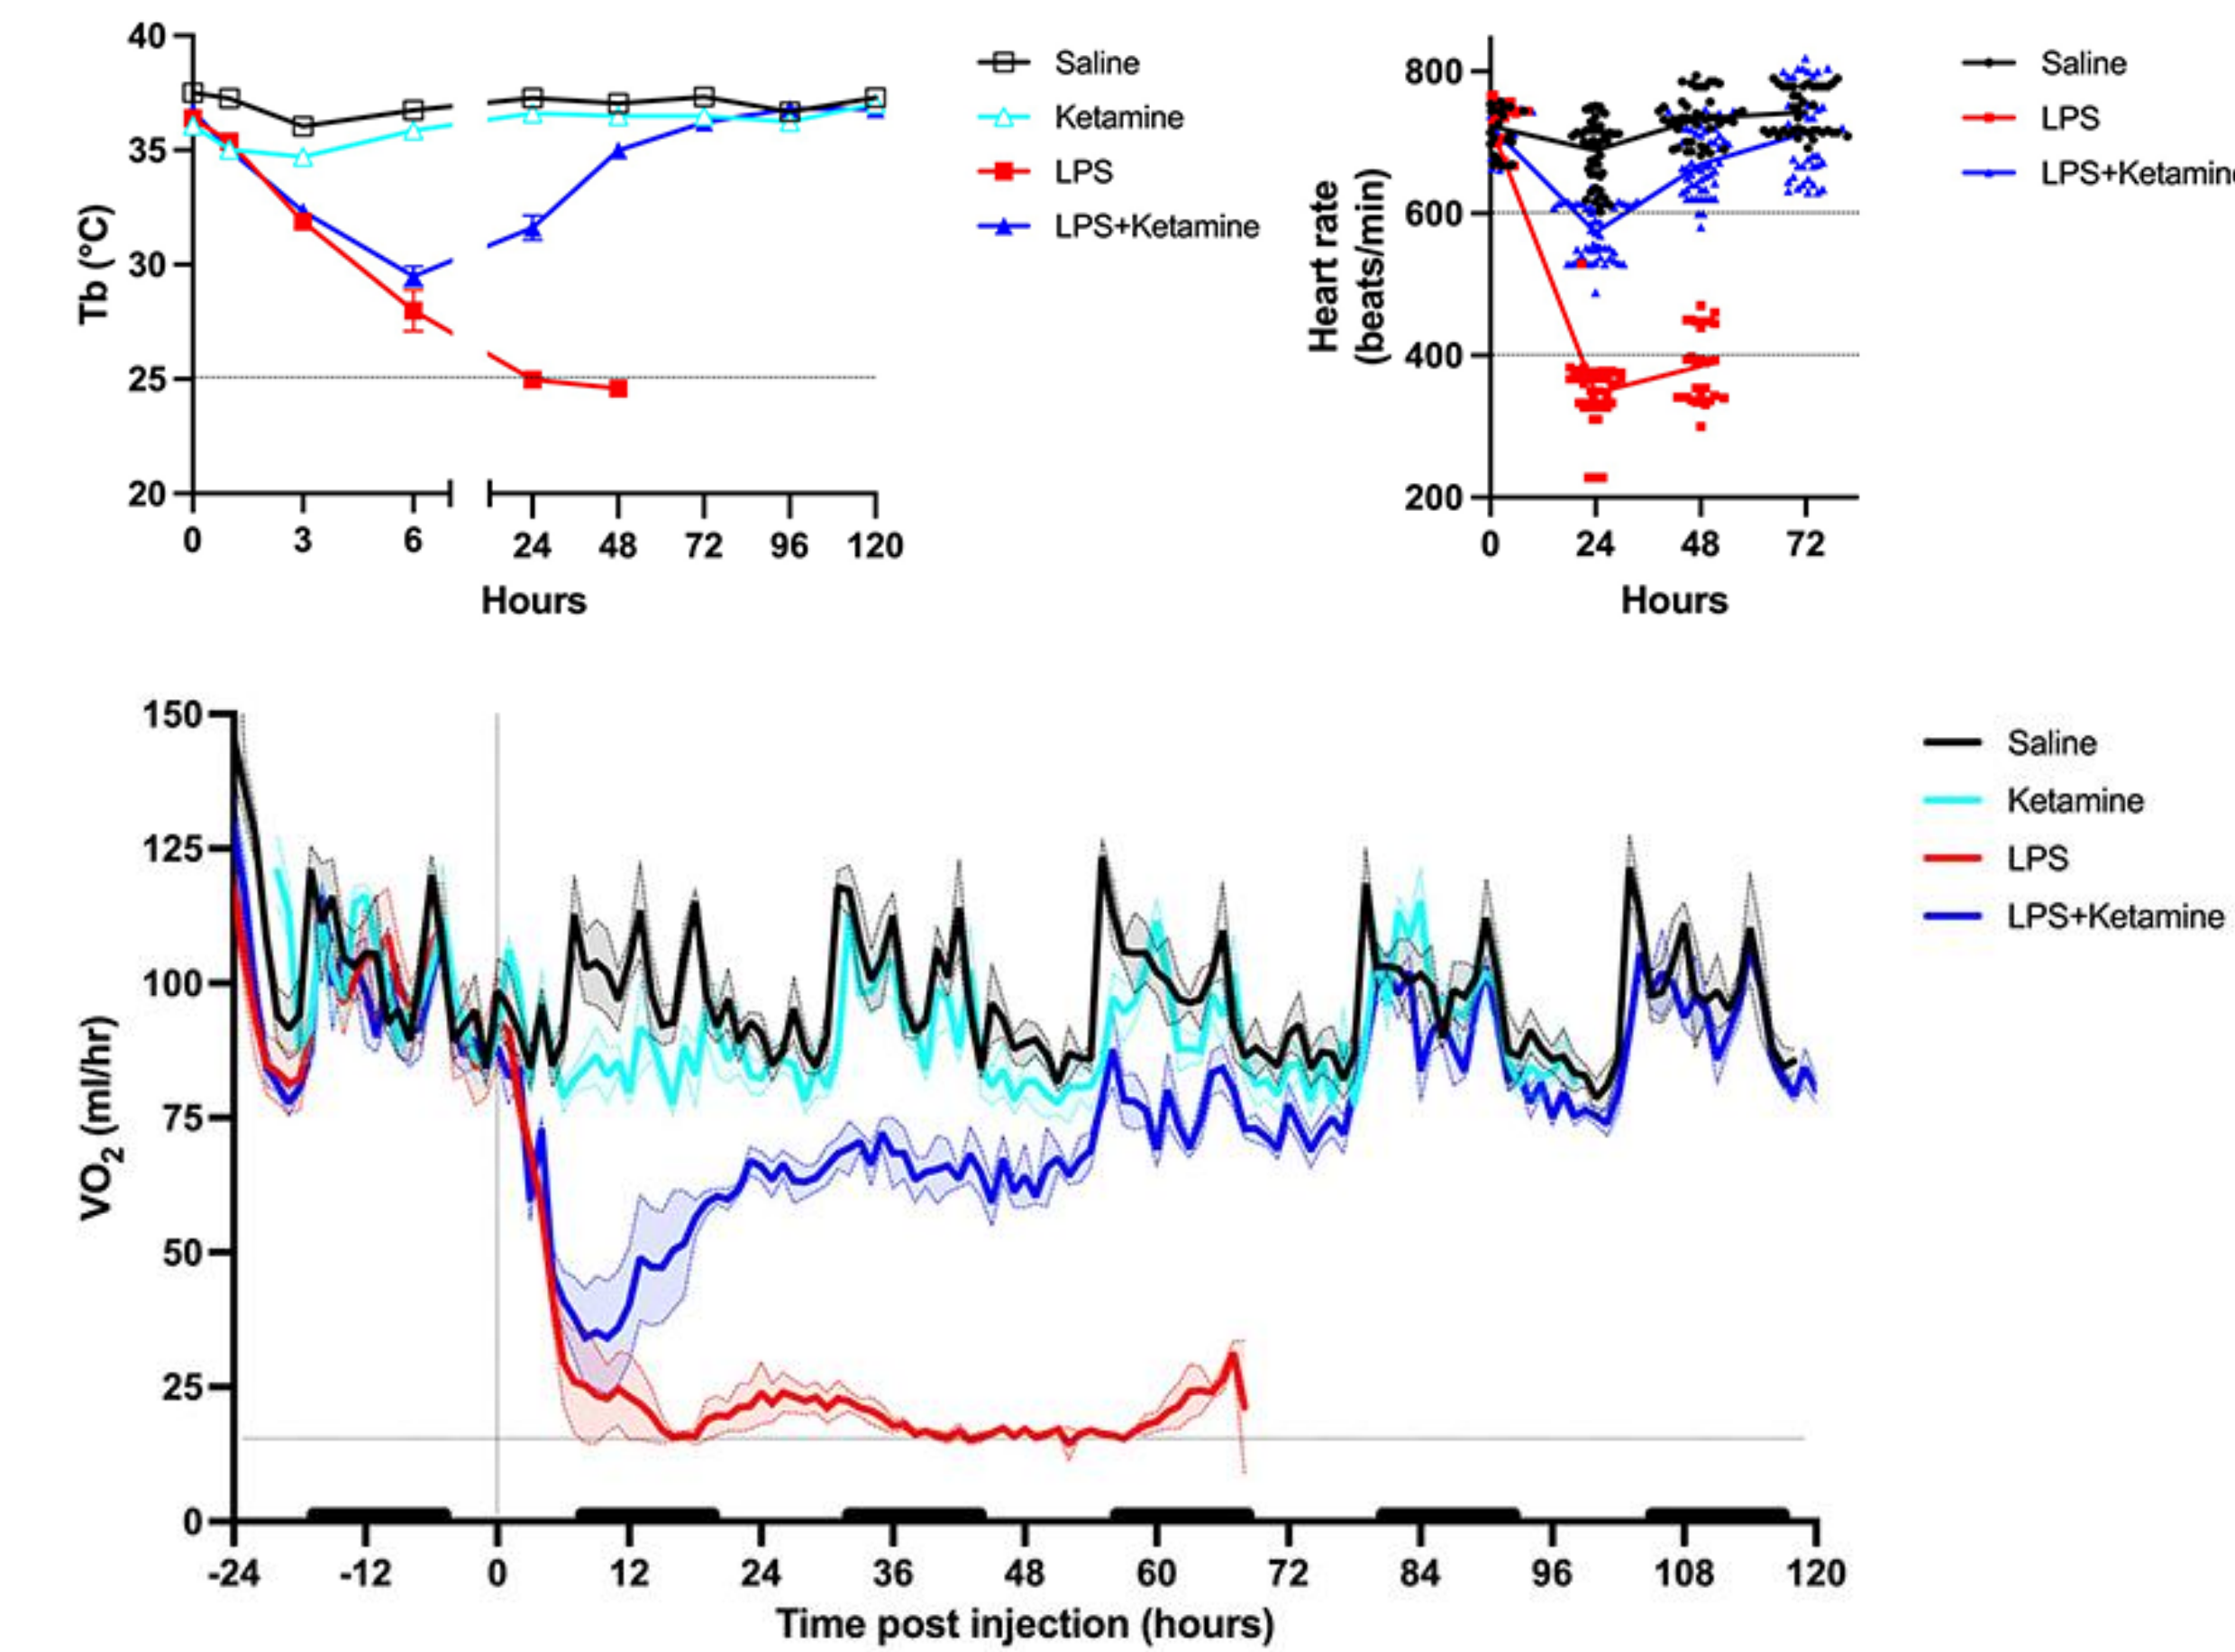 40
35
30
25
20
Tb (°C)
0 3 6 24 48 72 96 120
Hours
Saline
Ketamine
LPS
LPS+Ketamine
800
600
400
200
Heart rate
(beats/min)
0 24 48 72
Hours
Saline
LPS
LPS+Ketamin
150
125
100
75
50
25
0
VO₂ (ml/hr)
-24 -12 0 12 24 36 48 60 72 84 96 108 120
Time post injection (hours)
Saline
Ketamine
LPS
LPS+Ketamine